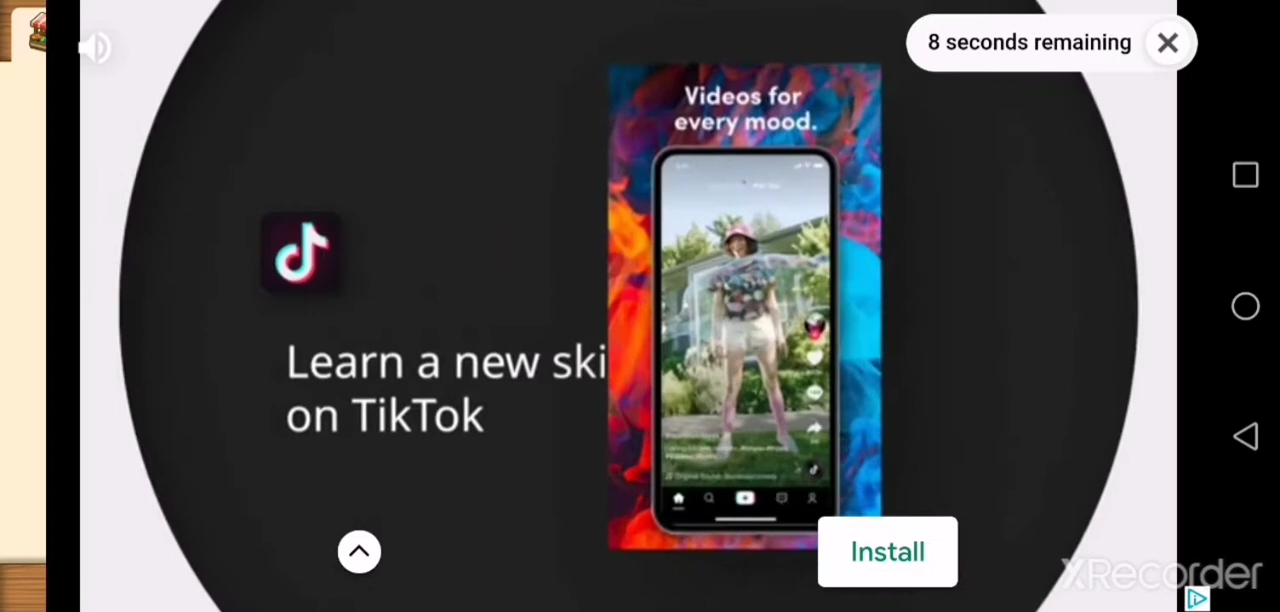 8 seconds remaining
Videos for
every mood.
Learn a new ski
on TikTok
Install
XRecorder